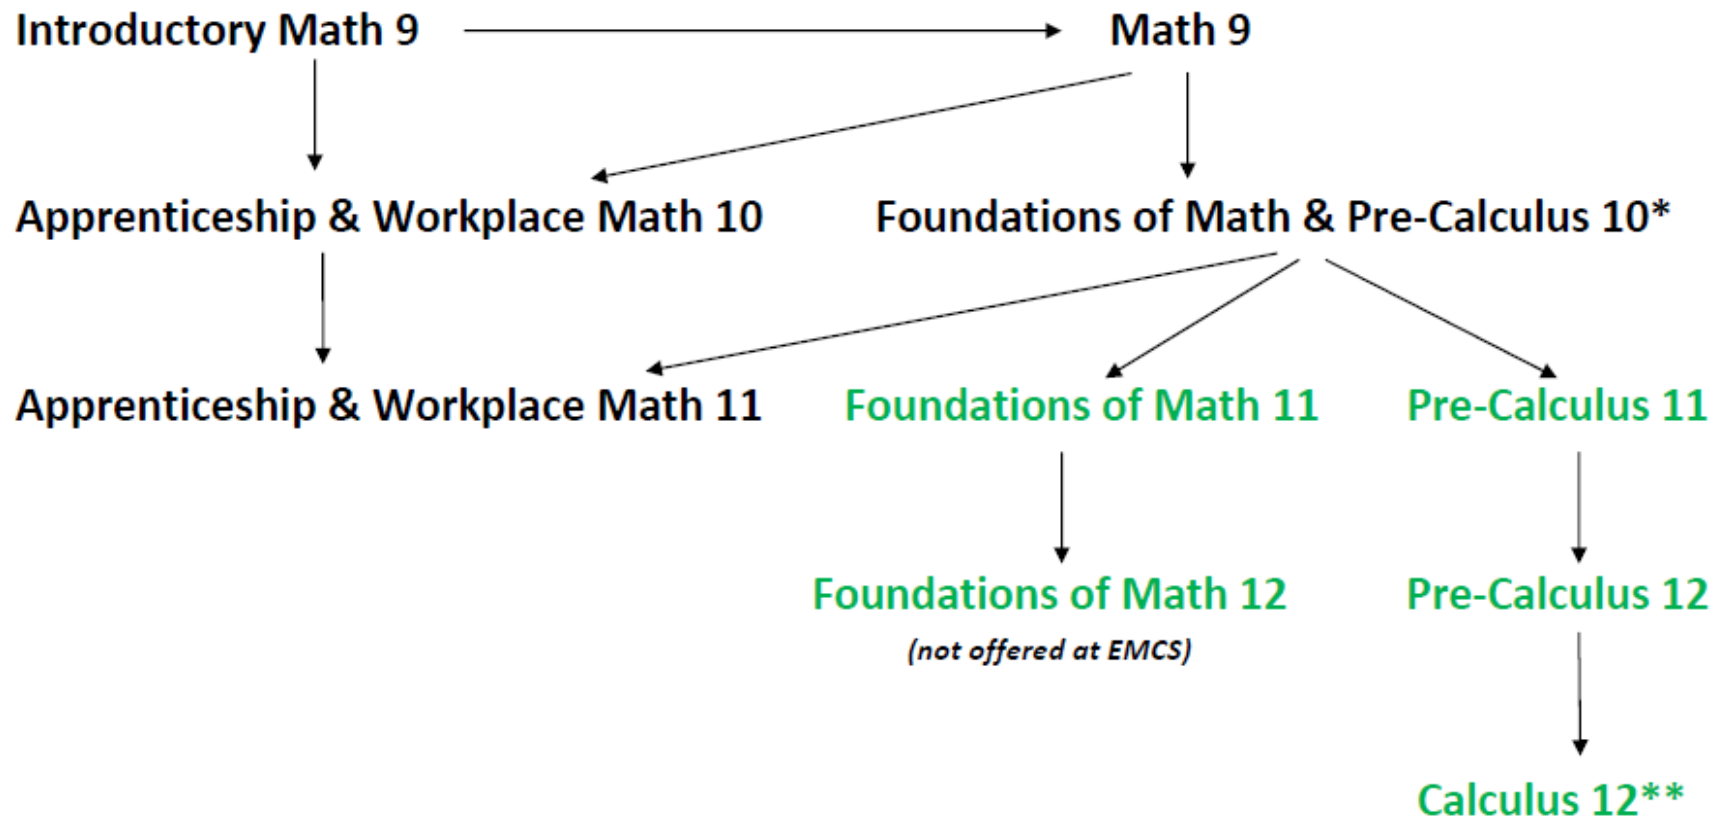 Introductory Math 9
Math 9
Apprenticeship & Workplace Math 10
Foundations of Math & Pre-Calculus 10*
Apprenticeship & Workplace Math 11
Foundations of Math 11
Pre-Calculus 11
Foundations of Math 12
Pre-Calculus 12
(not offered at EMCS)
Calculus 12**